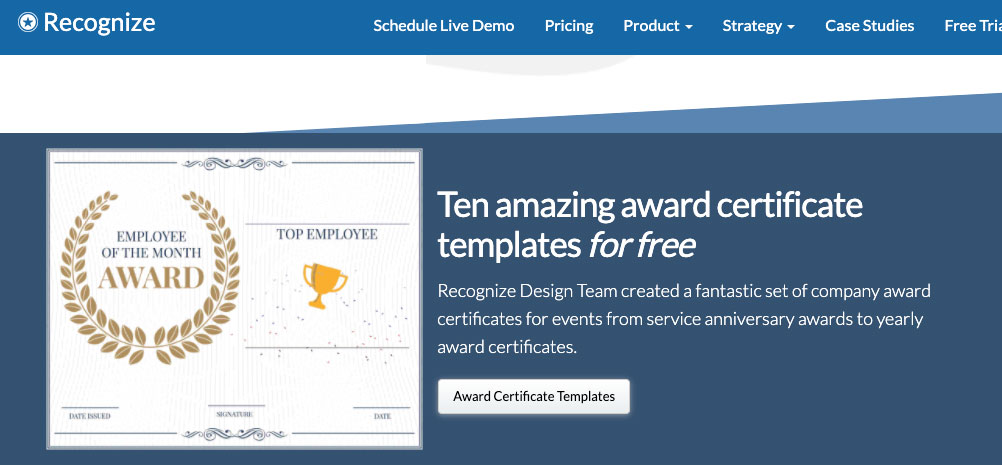 Recognize
Schedule Live Demo Pricing Product Strategy Case Studies Free Tria
EMPLOYEE
OF THE MONTH
AWARD
TOP EMPLOYEE
DATE ISSUED
SIGNATURE
DATE
Ten amazing award certificate
templates for free
Recognize Design Team created a fantastic set of company award
certificates for events from service anniversary awards to yearly
award certificates.
Award Certificate Templates